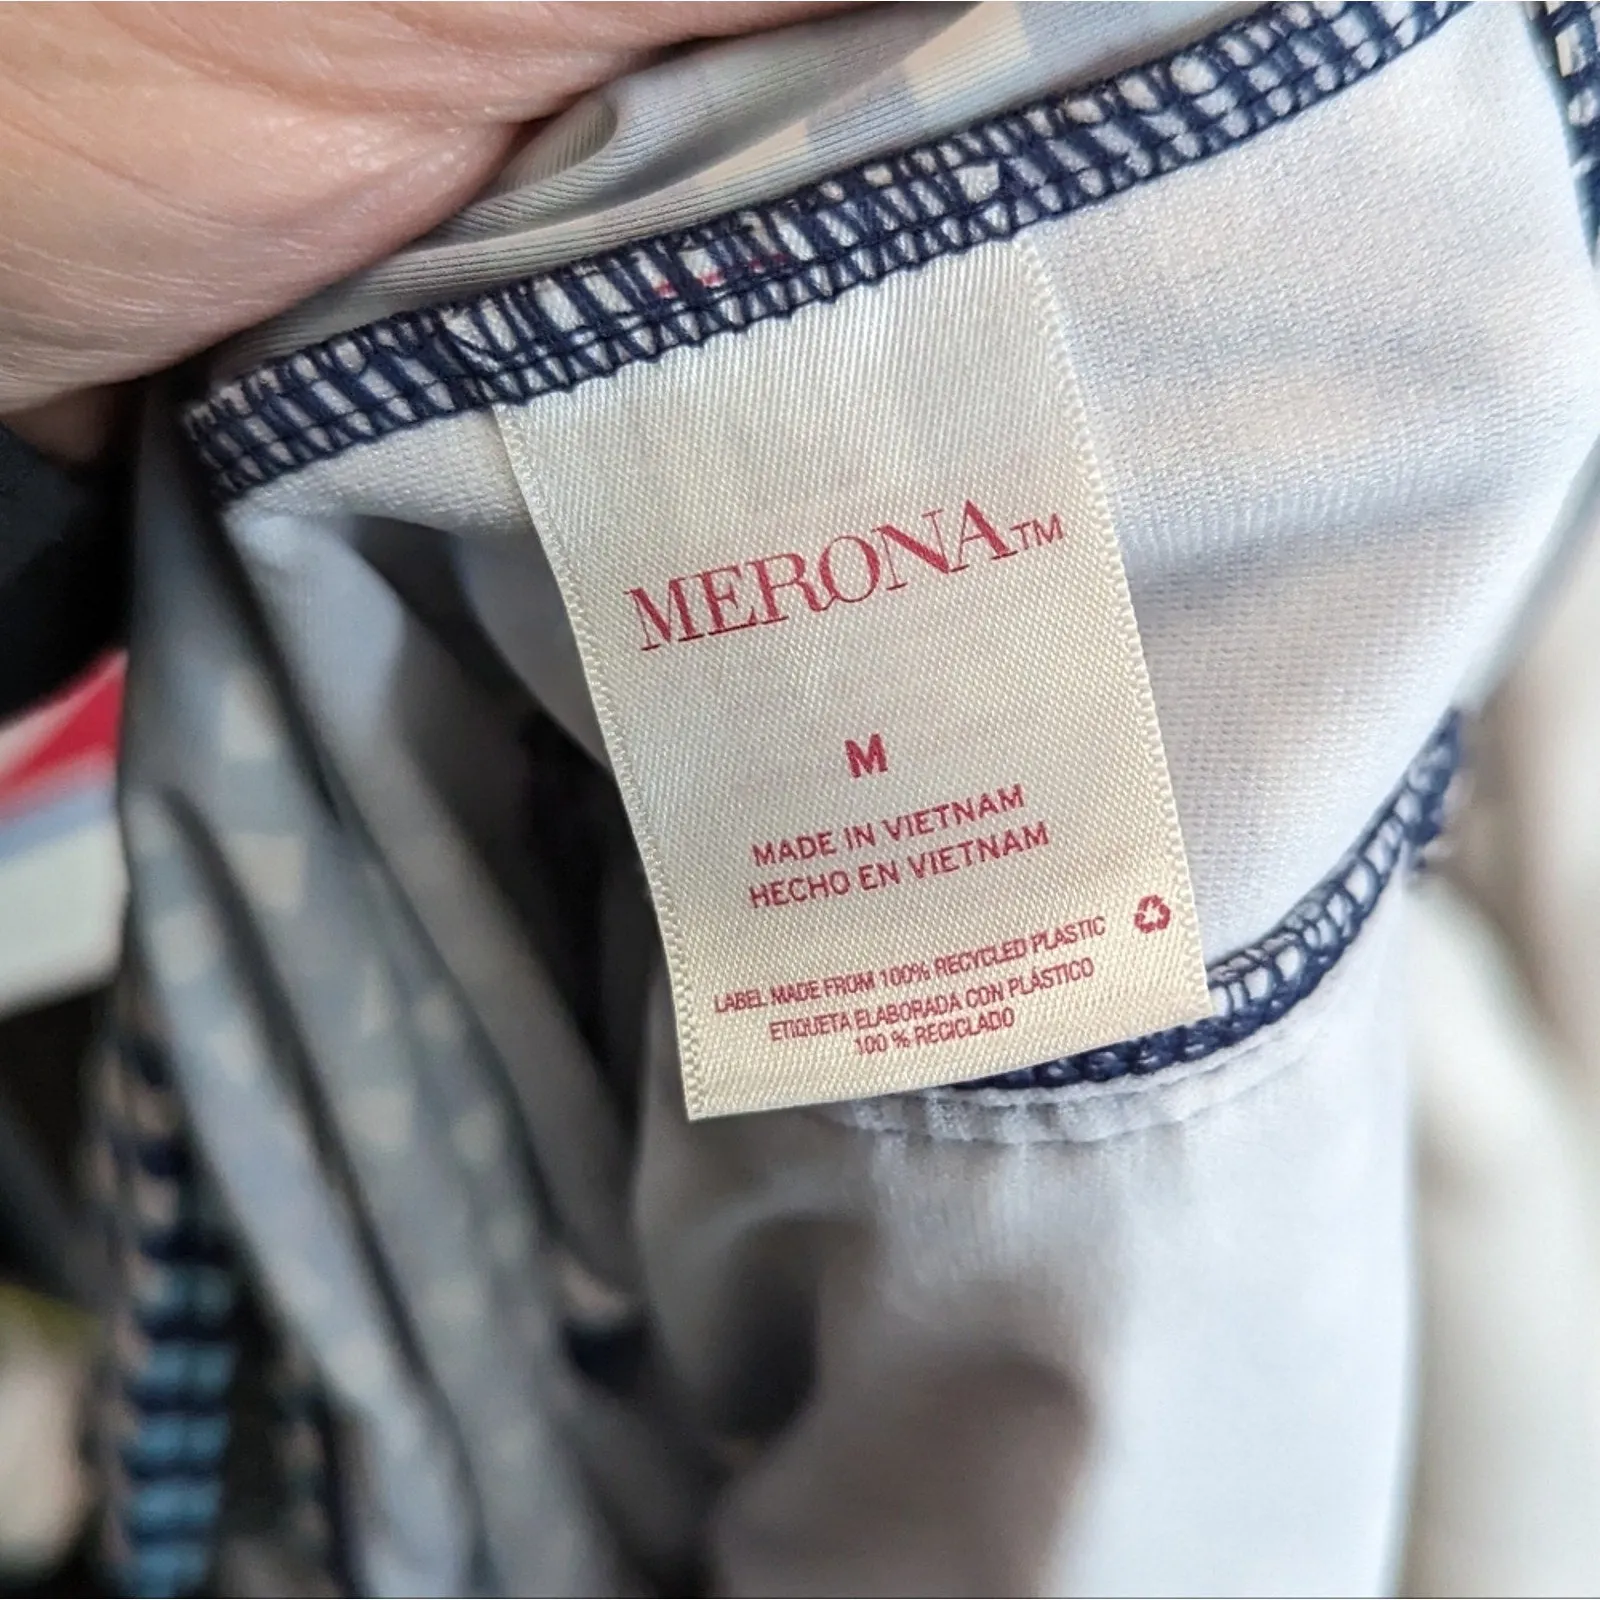 MERONA™
M
MADE IN VIETNAM
HECHO EN VIETNAM
LABEL MADE FROM 100% RECYCLED PLASTIC
ETIQUETA ELABORADA CON PLÁSTICO
100 % RECICLADO